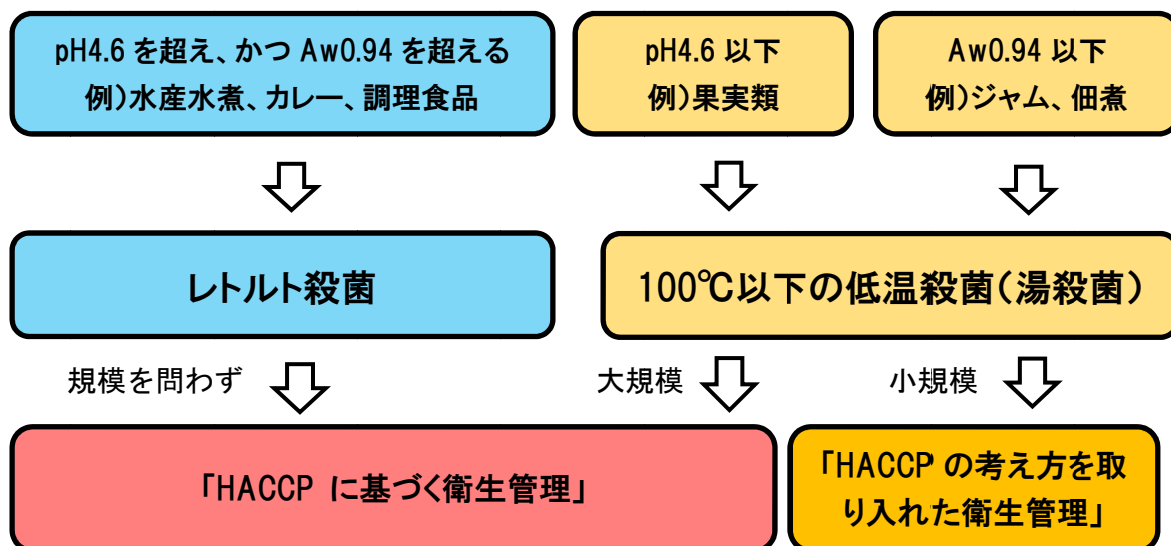 pH4.6 を超え、かつ Aw0.94 を超える
例)水産水煮、カレー、調理食品
pH4.6 以下
例)果実類
Aw0.94 以下
例)ジャム、佃煮
レトルト殺菌
100℃以下の低温殺菌(湯殺菌)
規模を問わず
大規模
小規模
「HACCP に基づく衛生管理」
「HACCP の考え方を取
り入れた衛生管理」